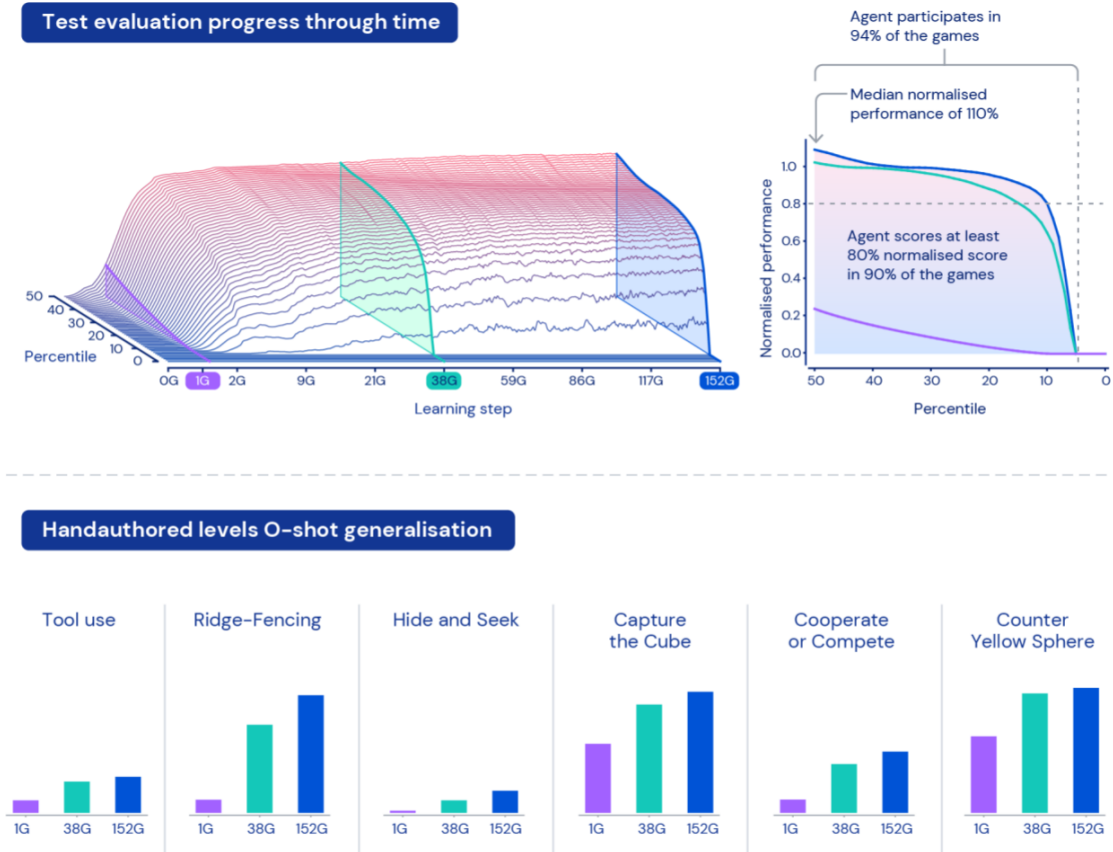 Test evaluation progress through time
Agent participates in
94% of the games
Median normalised
performance of 110%
50
40
30
20
10
0
Percentile
0G
1G
2G
9G
21G
38G
59G
86G
117G
152G
Learning step
Normalised performance
1.0
0.8
0.6
0.4
0.2
0.0
Agent scores at least
80% normalised score
in 90% of the games
50
40
30
20
10
0
Percentile
Handauthored levels 0-shot generalisation
Tool use
1G
38G
152G
Ridge-Fencing
1G
38G
152G
Hide and Seek
1G
38G
152G
Capture
the Cube
1G
38G
152G
Cooperate
or Compete
1G
38G
152G
Counter
Yellow Sphere
1G
38G
152G